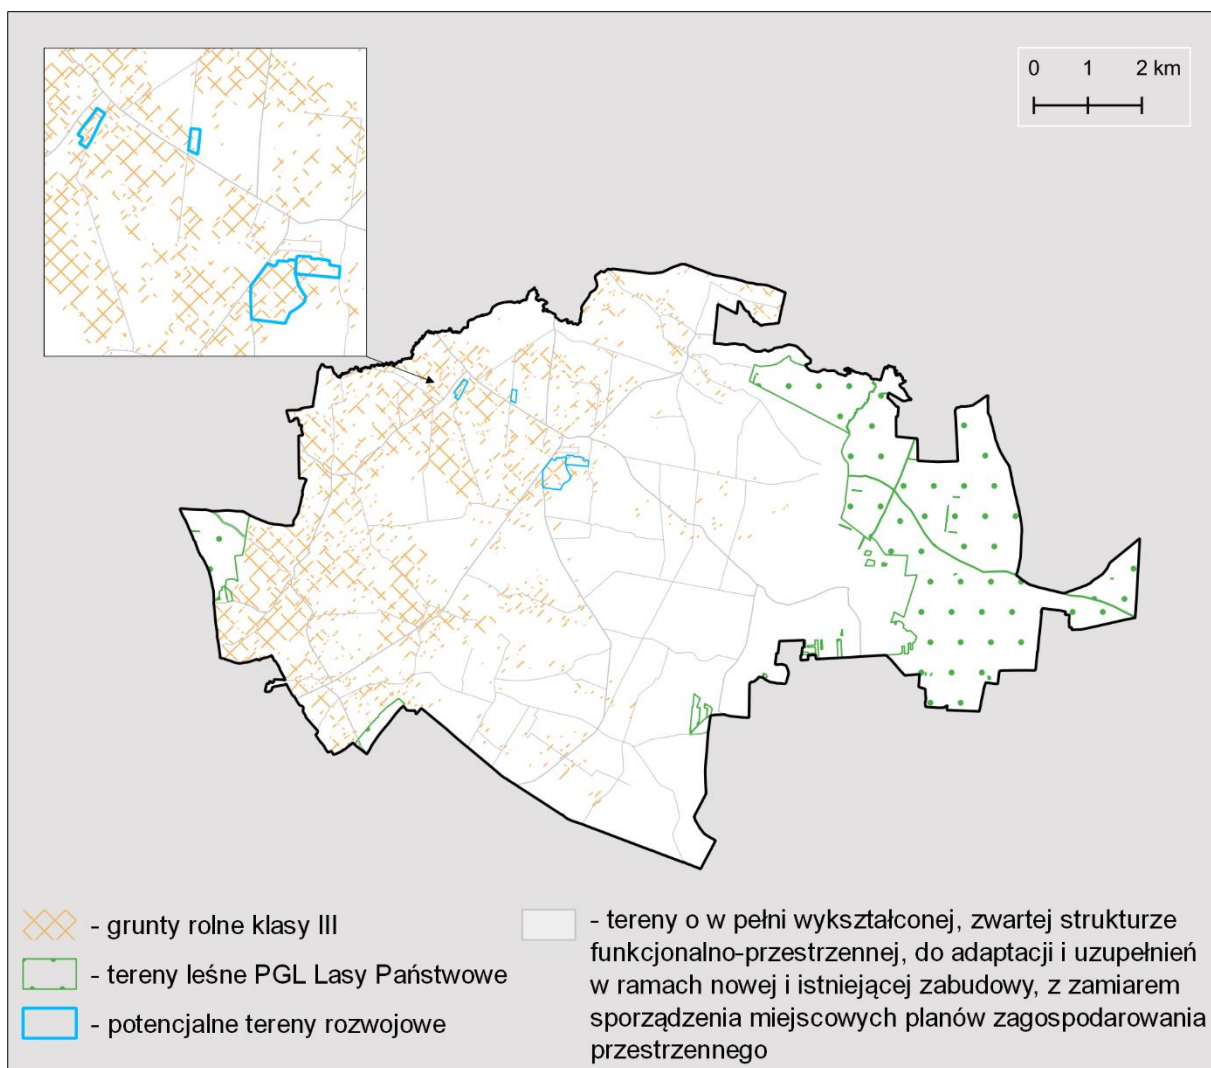 0 1 2 km
- grunty rolne klasy III
- tereny leśne PGL Lasy Państwowe
- potencjalne tereny rozwojowe
- tereny o w pełni wykształconej, zwartej strukturze
funkcjonalno-przestrzennej, do adaptacji i uzupełnień
w ramach nowej i istniejącej zabudowy, z zamiarem
sporządzenia miejscowych planów zagospodarowania
przestrzennego